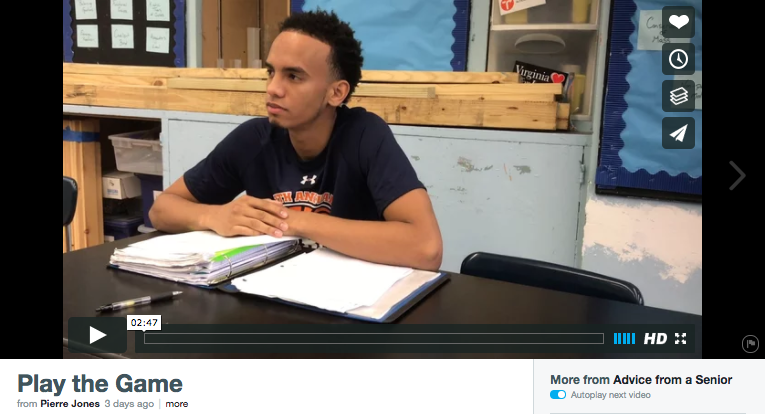 Virginia
02:47
HD
Play the Game
from Pierre Jones 3 days ago | more
More from Advice from a Senior
Autoplay next video